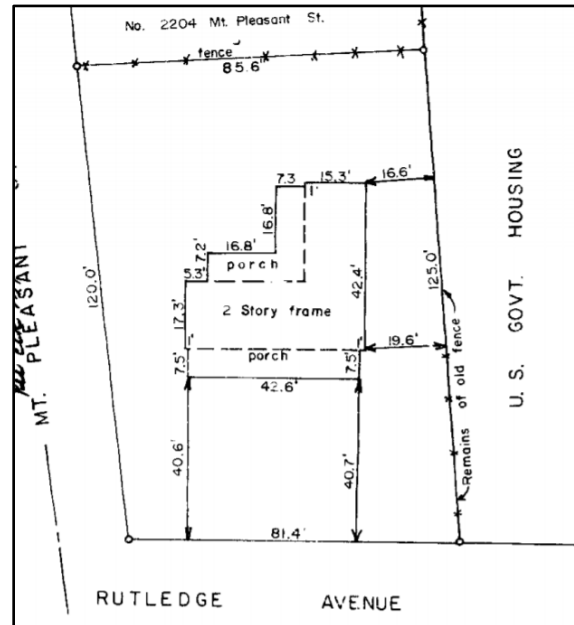 No. 2204 Mt. Pleasant St.
fence
85.6'
7.3
15.3'
16.6'
1'
16.8'
7.2'
16.8'
porch
5.3'
120.0'
42.4'
125.0'
17.3'
2 Story frame
1'
porch
1'
19.6'
7.5'
7.5'
42.6'
40.6'
40.7'
81.4'
MT. PLEASANT
Remains of old fence
U. S. GOVT. HOUSING
RUTLEDGE AVENUE